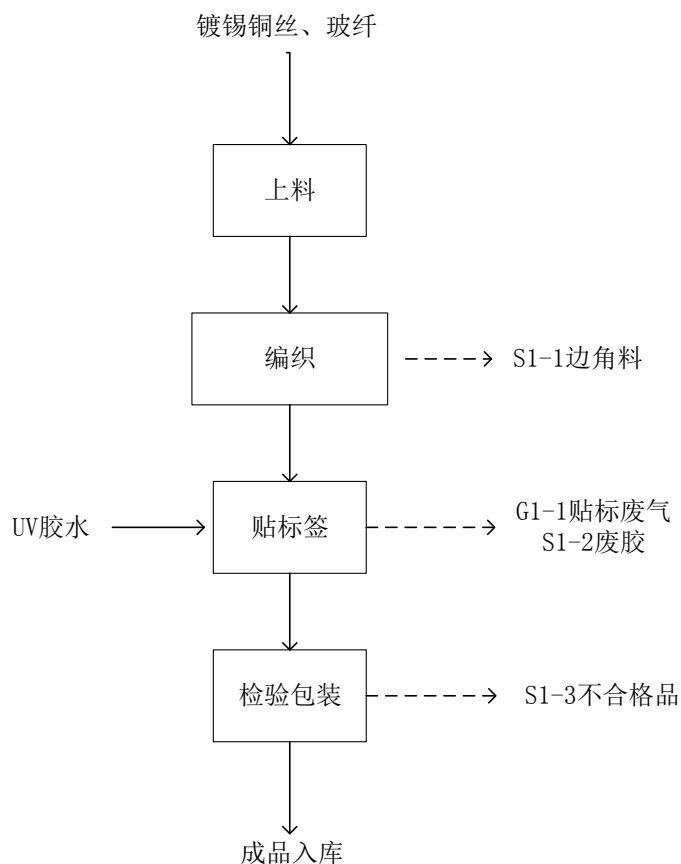 镀锡铜丝、玻纤
上料
编织
S1-1边角料
UV胶水
贴标签
G1-1贴标废气
S1-2废胶
检验包装
S1-3不合格品
成品入库